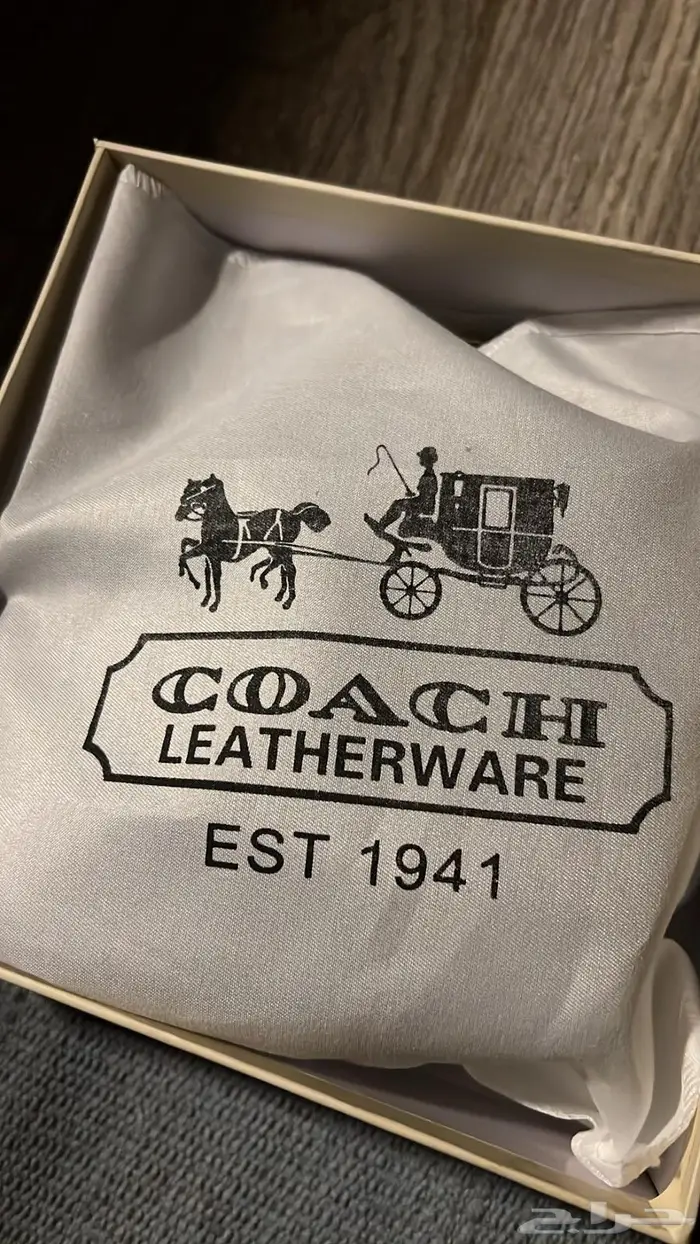 COACH
LEATHERWARE
EST 1941
حراج